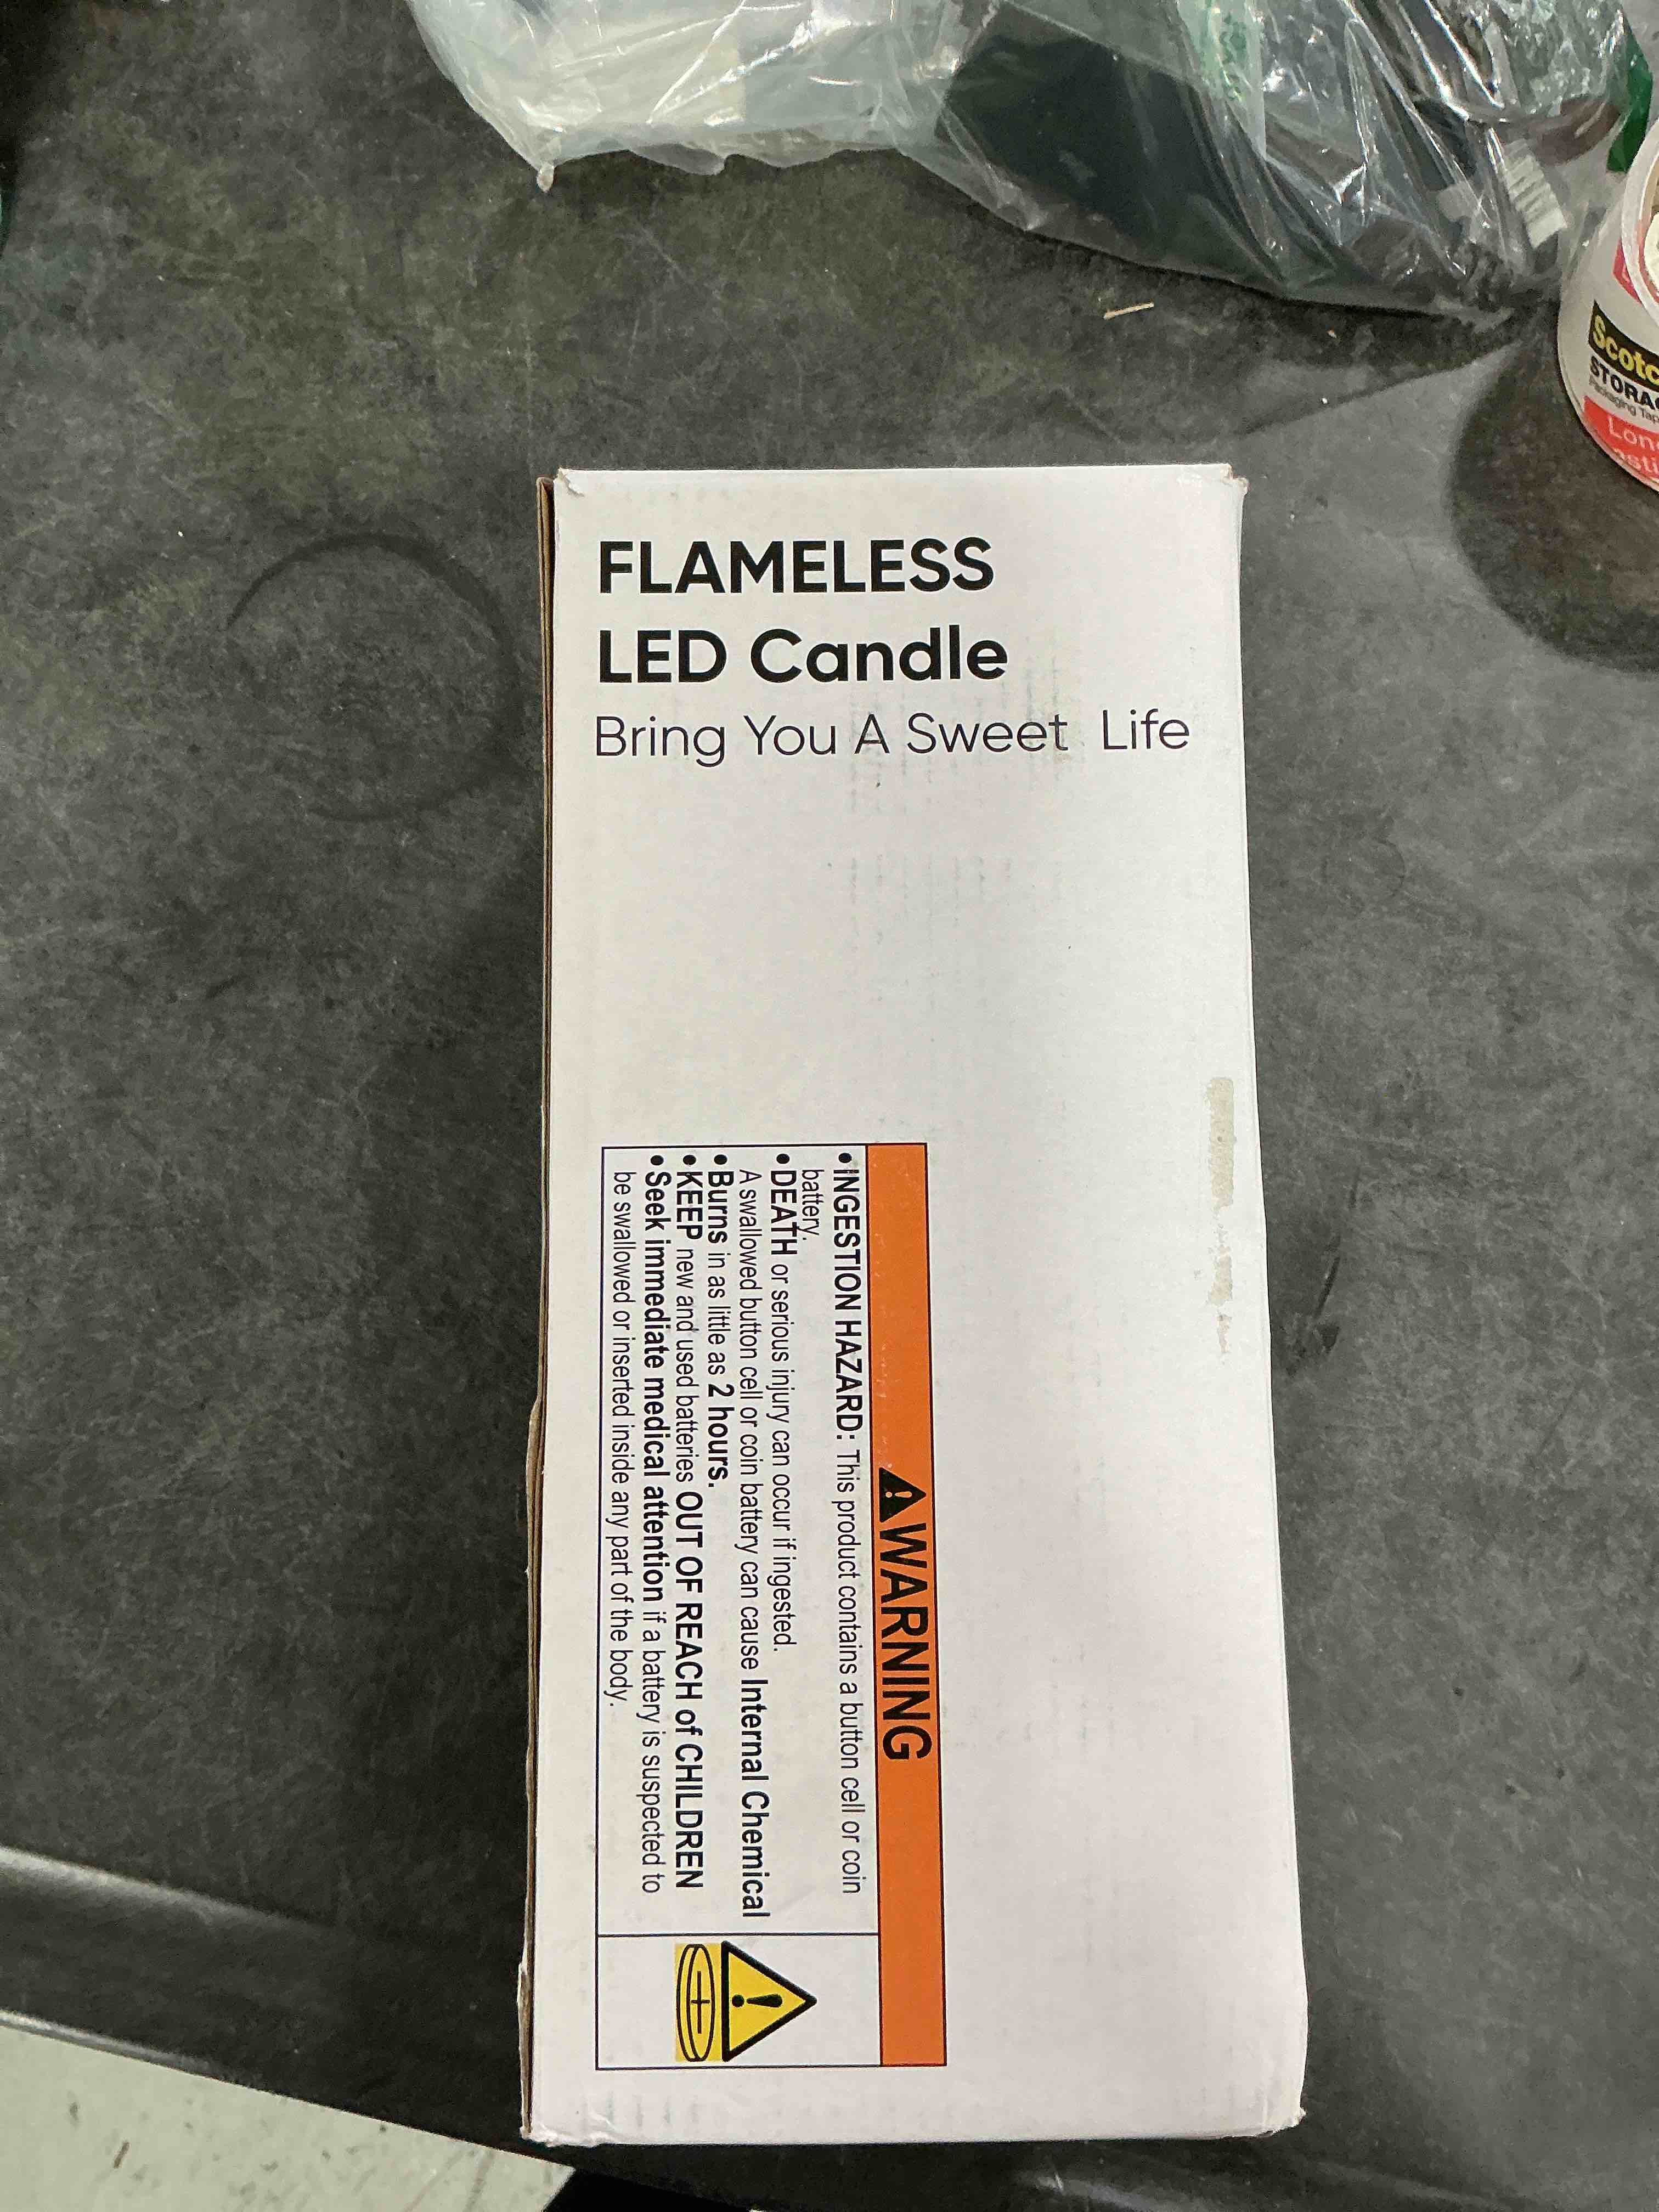 FLAMELESS
LED Candle
Bring You A Sweet Life
WARNING
•INGESTION HAZARD: This product contains a button cell or coin
battery.
•DEATH or serious injury can occur if ingested.
A swallowed button cell or coin battery can cause Internal Chemical
•Burns in as little as 2 hours.
•KEEP new and used batteries OUT OF REACH of CHILDREN
•Seek immediate medical attention if a battery is suspected to
be swallowed or inserted inside any part of the body.
Packaging